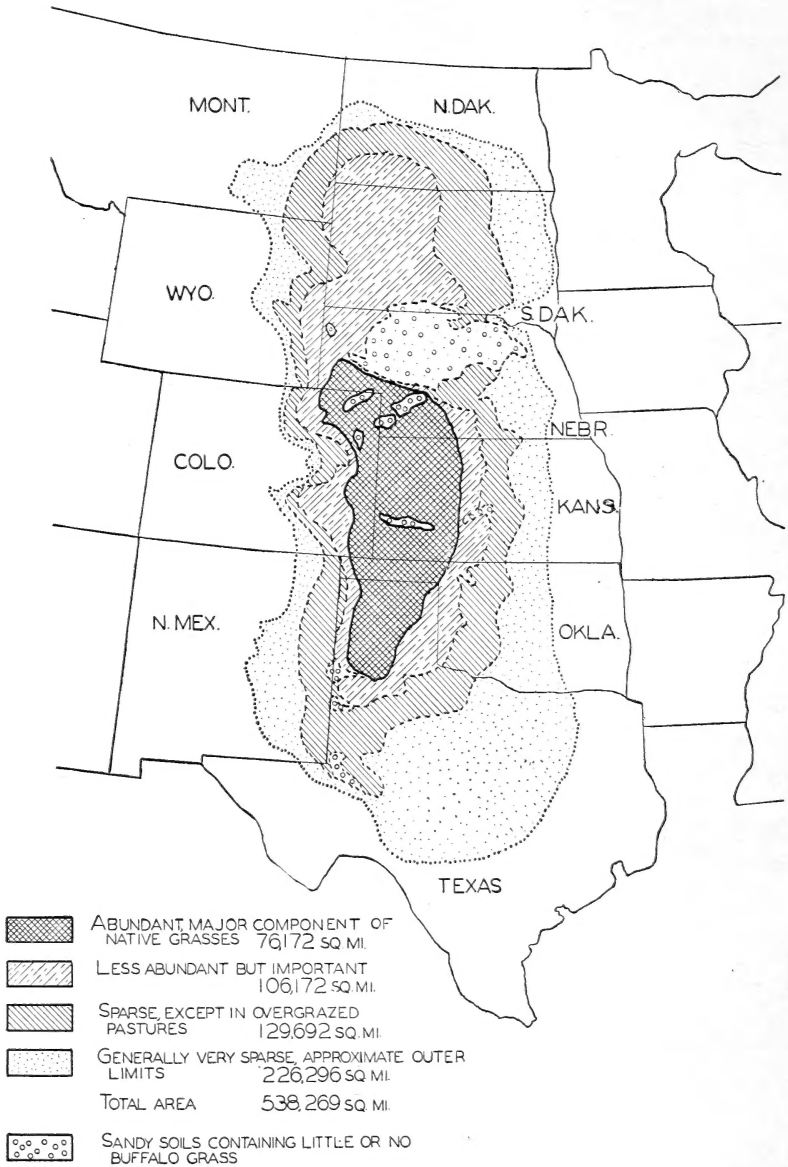 MONT.
N.DAK.
WYO.
S.DAK.
NEBR.
COLO.
KANS.
N.MEX.
OKLA.
TEXAS
ABUNDANT, MAJOR COMPONENT OF
NATIVE GRASSES 76,172 SQ. MI.
LESS ABUNDANT BUT IMPORTANT
106,172 SQ. MI.
SPARSE, EXCEPT IN OVERGRAZED
PASTURES 129,692 SQ. MI.
GENERALLY VERY SPARSE, APPROXIMATE OUTER
LIMITS 226,296 SQ. MI.
TOTAL AREA 538,269 SQ. MI.
SANDY SOILS CONTAINING LITTLE OR NO
BUFFALO GRASS